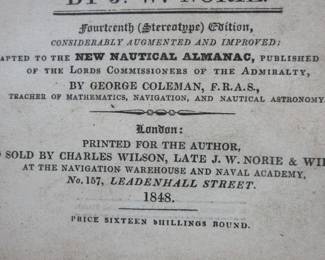 BY J. W. NORIE.
Fourteenth (Stereotype) Edition,
CONSIDERABLY AUGMENTED AND IMPROVED:
APTED TO THE NEW NAUTICAL ALMANAC, PUBLISHED
OF THE LORDS COMMISSIONERS OF THE ADMIRALTY,
BY GEORGE COLEMAN, F.R.A.S.,
TEACHER OF MATHEMATICS, NAVIGATION, AND NAUTICAL ASTRONOMY
London:
PRINTED FOR THE AUTHOR,
D SOLD BY CHARLES WILSON, LATE J. W. NORIE & WIL
AT THE NAVIGATION WAREHOUSE AND NAVAL ACADEMY,
No. 157, LEADENHALL STREET.
1848.
PRICE SIXTEEN SHILLINGS BOUND.